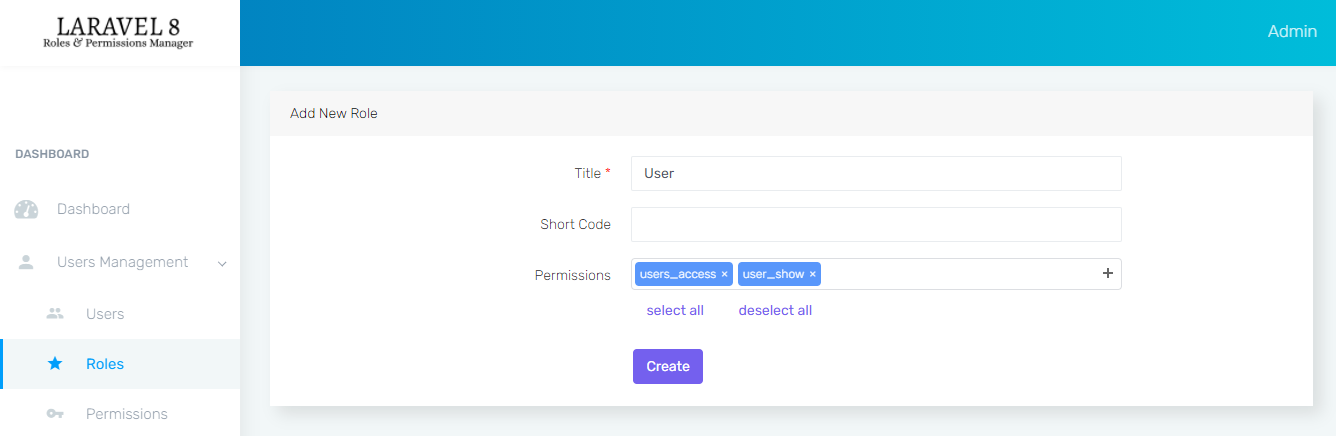 LARAVEL 8
Roles & Permissions Manager
Admin
DASHBOARD
Dashboard
Users Management
Users
Roles
Permissions
Add New Role
Title *
User
Short Code
Permissions
users_access × user_show × +
select all deselect all
Create